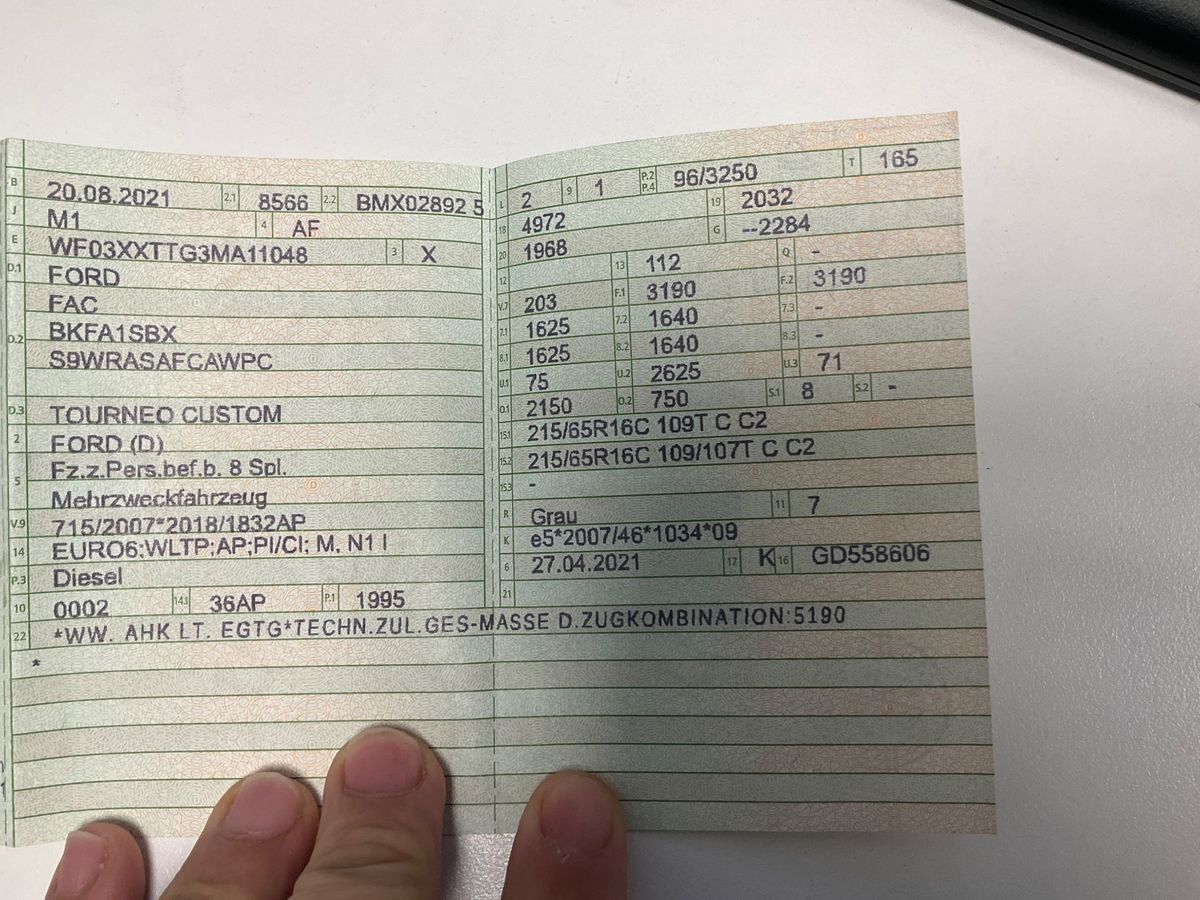 B 20.08.2021 2.1 8566 2.2 BMX02892 5
J M1 4 AF
E WF03XXTTG3MA11048 3 X
D.1 FORD
FAC
D.2 BKFA1SBX
S9WRASAFCAWPC
D.3 TOURNEO CUSTOM
2 FORD (D)
5 Fz.z.Pers.bef.b. 8 Spl.
Mehrzweckfahrzeug
V.9 715/2007*2018/1832AP
14 EURO6;WLTP;AP;PI/CI; M, N1 I
P.3 Diesel
10 0002 14.1 36AP P.1 1995
L 2 9 1 P.2 P.4 96/3250 T 165
18 4972 19 2032
20 1968 G --2284
12 13 112 Q -
V.7 203 F.1 3190 F.2 3190
7.1 1625 7.2 1640 7.3 -
8.1 1625 8.2 1640 8.3 -
U.1 75 U.2 2625 U.3 71
O.1 2150 O.2 750 S.1 8 S.2 -
15.1 215/65R16C 109T C C2
15.2 215/65R16C 109/107T C C2
15.3 -
R Grau 11 7
K e5*2007/46*1034*09
6 27.04.2021 17 K 16 GD558606
21
22 *WW. AHK LT. EGTG*TECHN.ZUL.GES-MASSE D.ZUGKOMBINATION:5190
*